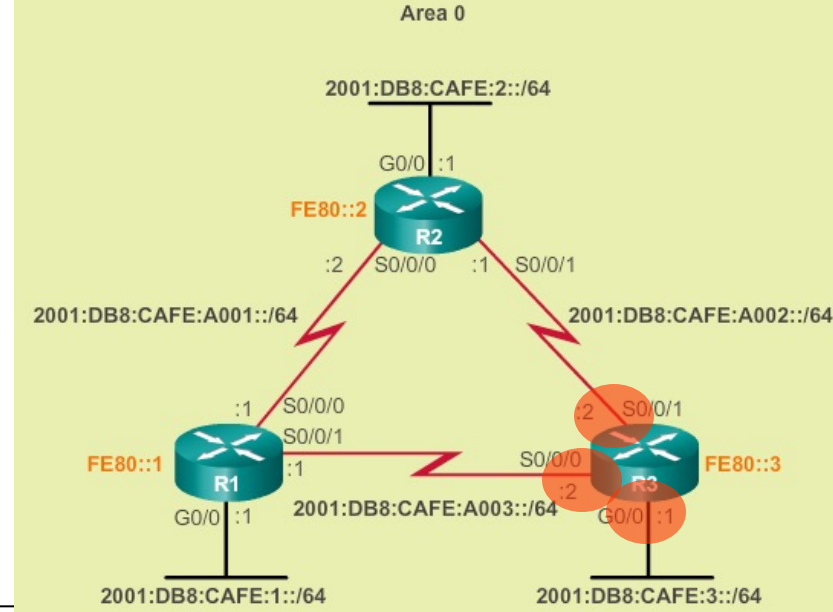 Area 0
2001:DB8:CAFE:2::/64
G0/0 :1
FE80::2
R2
:2 S0/0/0 :1 S0/0/1
2001:DB8:CAFE:A001::/64
2001:DB8:CAFE:A002::/64
:1 S0/0/0
:2 S0/0/1
S0/0/1
FE80::1
R1
:1
S0/0/0
:2
R3
FE80::3
G0/0 :1
2001:DB8:CAFE:A003::/64
G0/0 :1
2001:DB8:CAFE:1::/64
2001:DB8:CAFE:3::/64